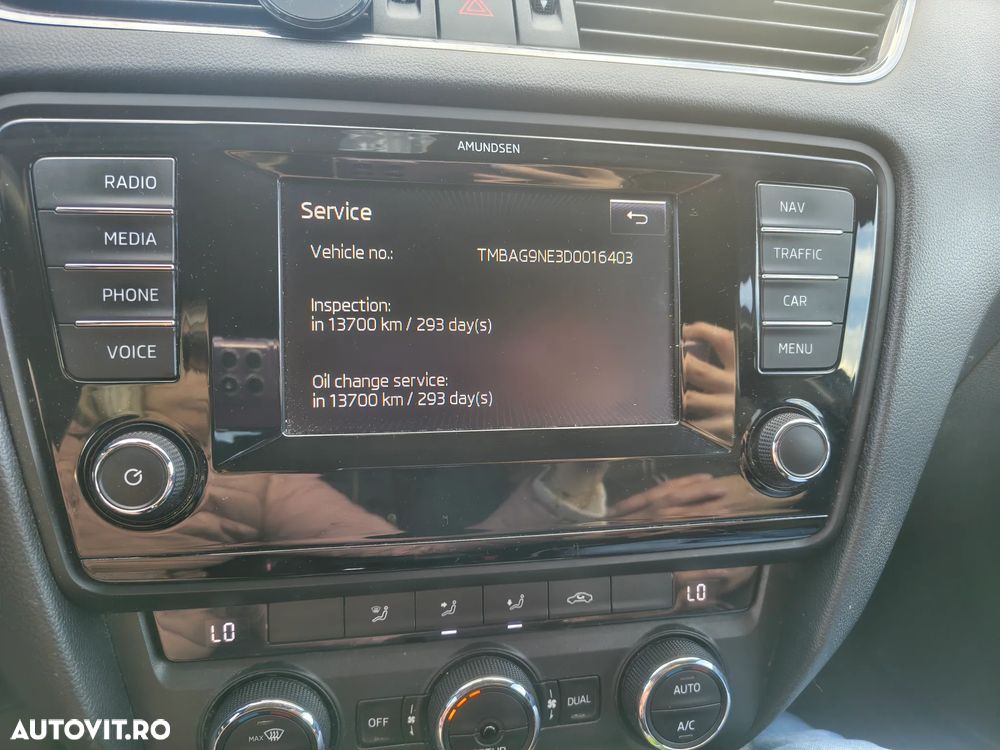 AMUNDSEN
RADIO
MEDIA
PHONE
VOICE
Service
Vehicle no.: TMBAG9NE3D0016403
Inspection:
in 13700 km / 293 day(s)
Oil change service:
in 13700 km / 293 day(s)
NAV
TRAFFIC
CAR
MENU
LO
LO
MAX
OFF
DUAL
AUTO
A/C
AUTOVIT.RO